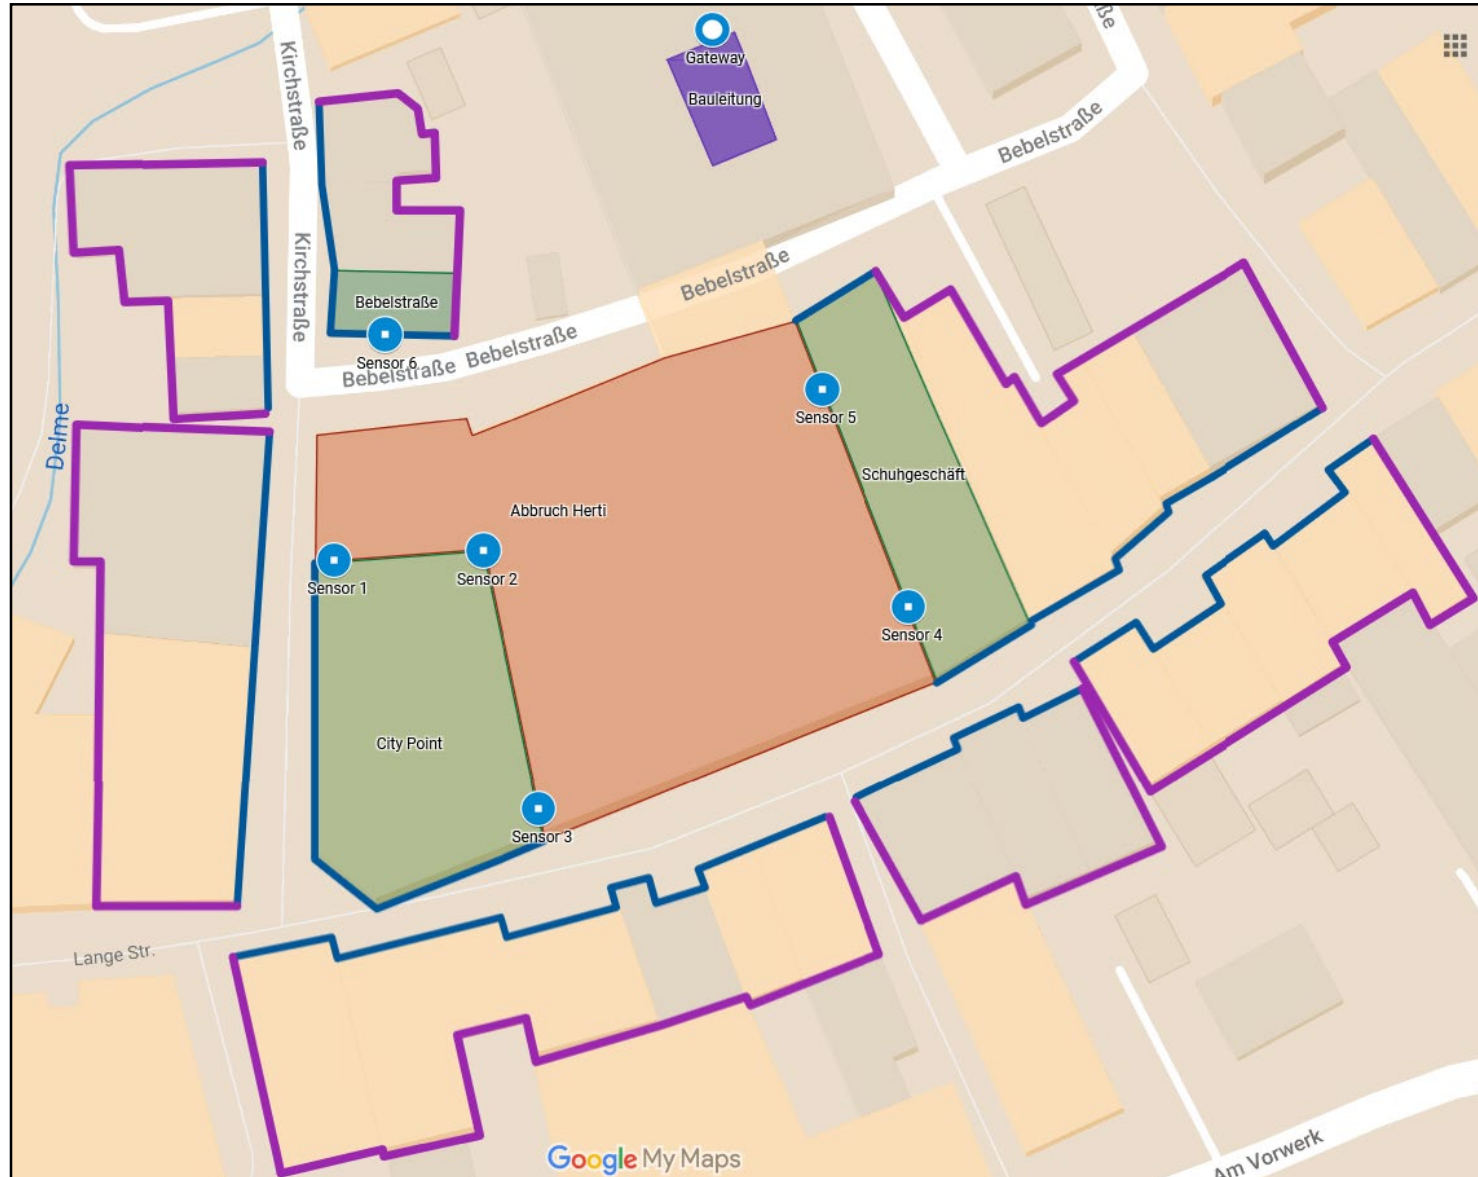 Kirchstraße
ße
Gateway
Bauleitung
Bebelstraße
Kirchstraße
Bebelstraße
Bebelstraße
Sensor 6
Bebelstraße
Bebelstraße
Delme
Sensor 5
Schuhgeschäft
Abbruch Herti
Sensor 1
Sensor 2
Sensor 4
City Point
Sensor 3
Lange Str.
Google My Maps
Am Vorwerk